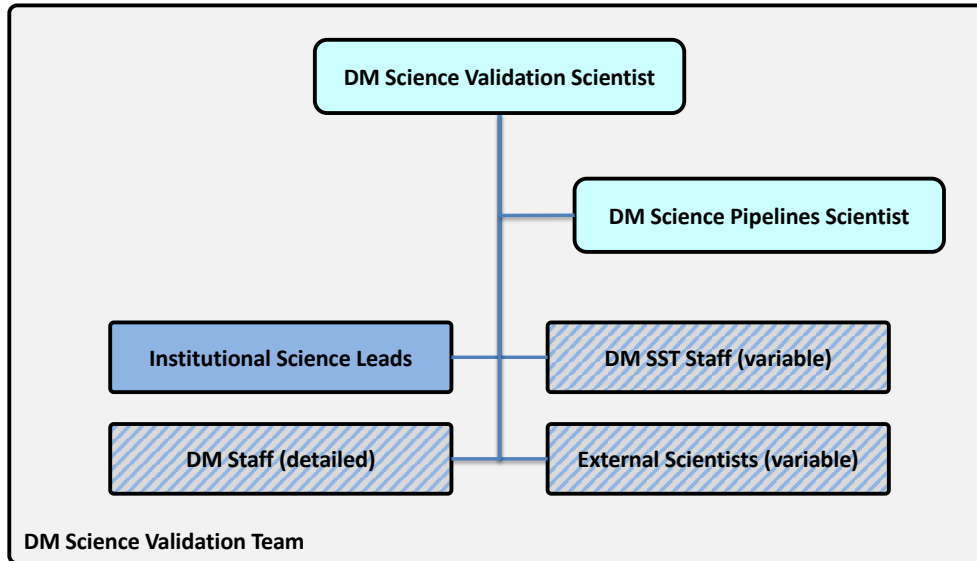 DM Science Validation Scientist
DM Science Pipelines Scientist
Institutional Science Leads
DM SST Staff (variable)
DM Staff (detailed)
External Scientists (variable)
DM Science Validation Team